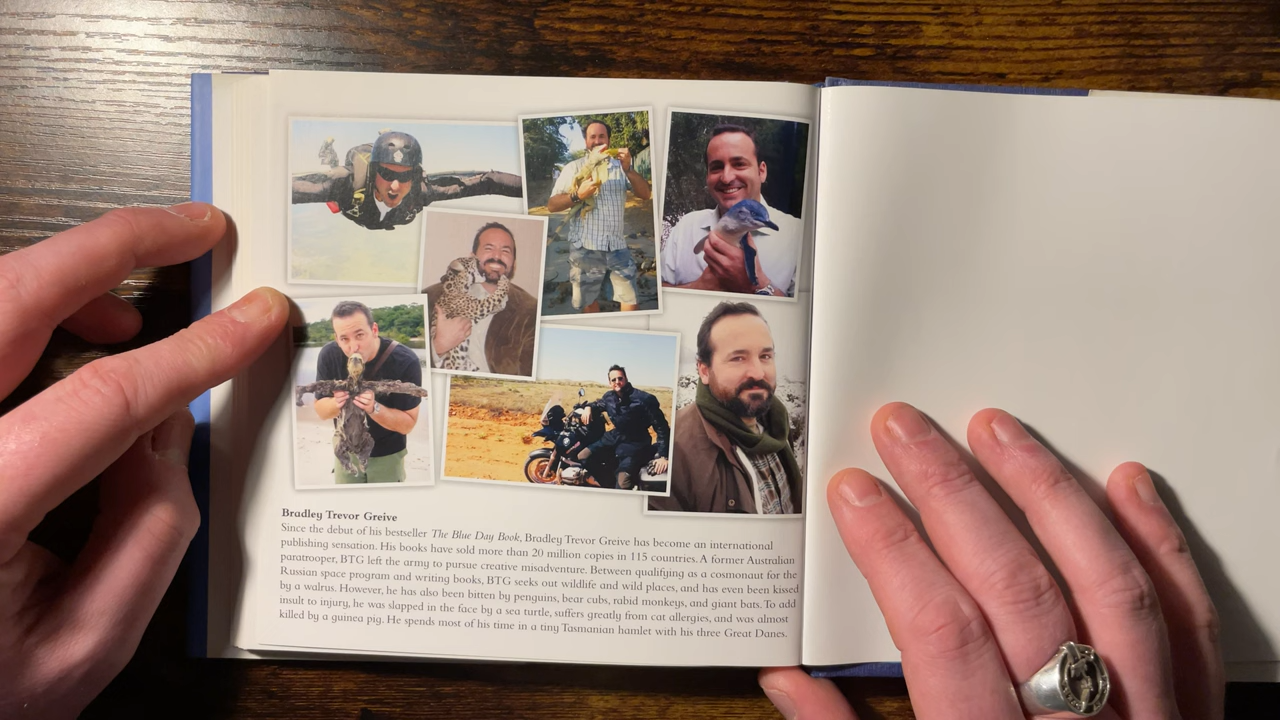 Bradley Trevor Greive
Since the debut of his bestseller The Blue Day Book, Bradley Trevor Greive has become an international
publishing sensation. His books have sold more than 20 million copies in 115 countries. A former Australian
paratrooper, BTG left the army to pursue creative misadventure. Between qualifying as a cosmonaut for the
Russian space program and writing books, BTG seeks out wildlife and wild places, and has even been kissed
by a walrus. However, he has also been bitten by penguins, bear cubs, rabid monkeys, and giant bats. To add
insult to injury, he was slapped in the face by a sea turtle, suffers greatly from cat allergies, and was almost
killed by a guinea pig. He spends most of his time in a tiny Tasmanian hamlet with his three Great Danes.